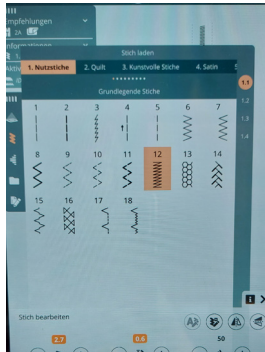 Empfehlungen
2A
Informationen
Aktiv
Stich laden
1. Nutzstiche 2. Quilt 3. Kunstvolle Stiche 4. Satin
Grundlegende Stiche
1.1
1.2
1.3
1.4
1 2 3 4 5 6 7
8 9 10 11 12 13 14
15 16 17 18
Stich bearbeiten
2.7 0.6 50